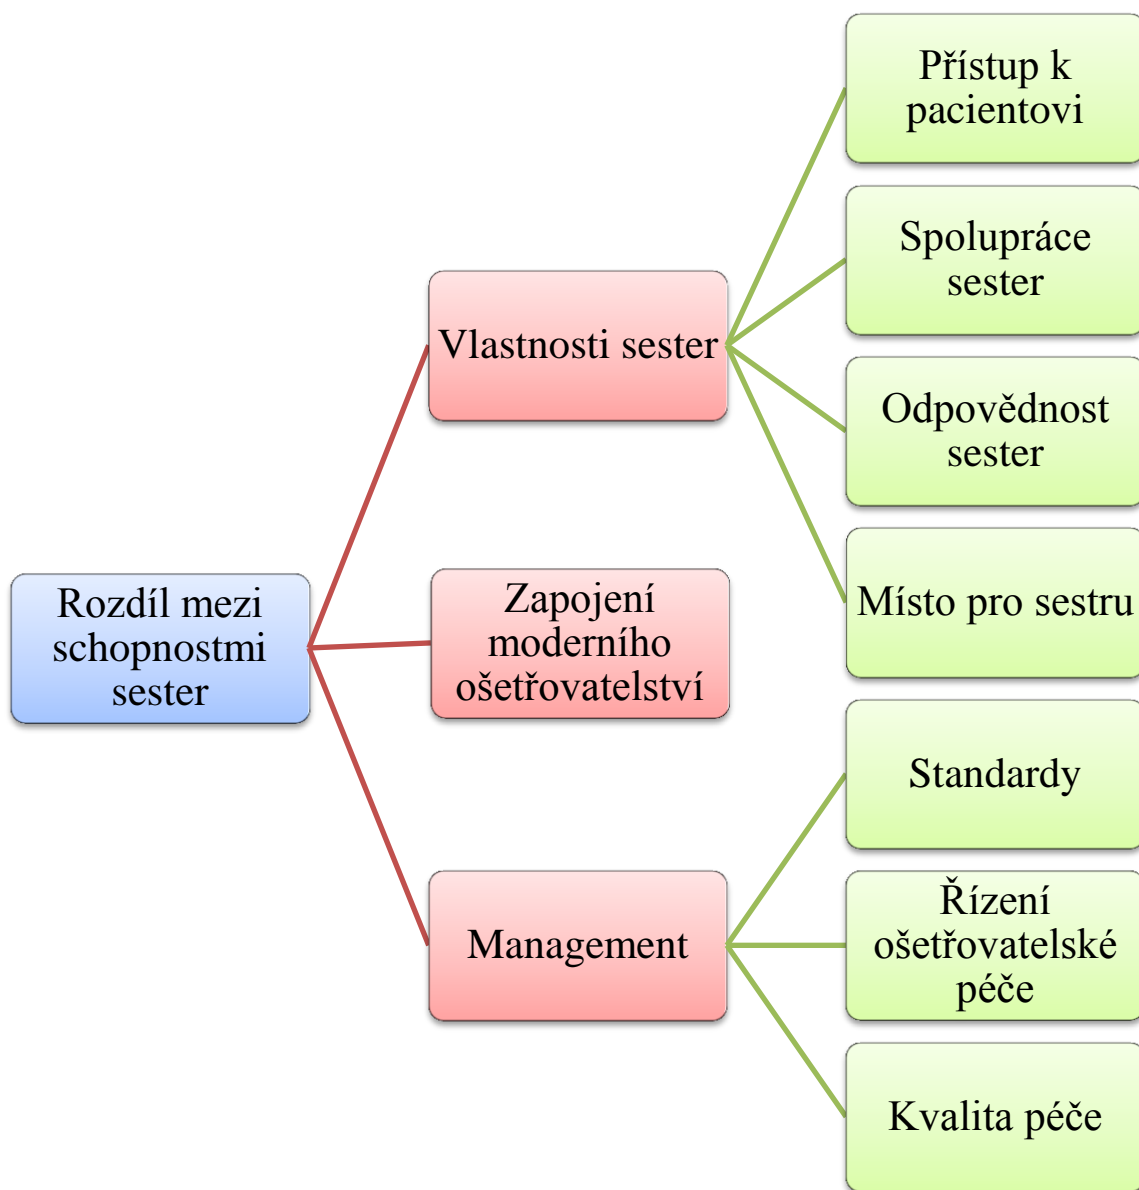 Přístup k
pacientovi
Spolupráce
sester
Vlastnosti sester
Odpovědnost
sester
Místo pro sestru
Rozdíl mezi
schopnostmi
sester
Zapojení
moderního
ošetřovatelství
Standardy
Management
Řízení
ošetřovatelské
péče
Kvalita péče